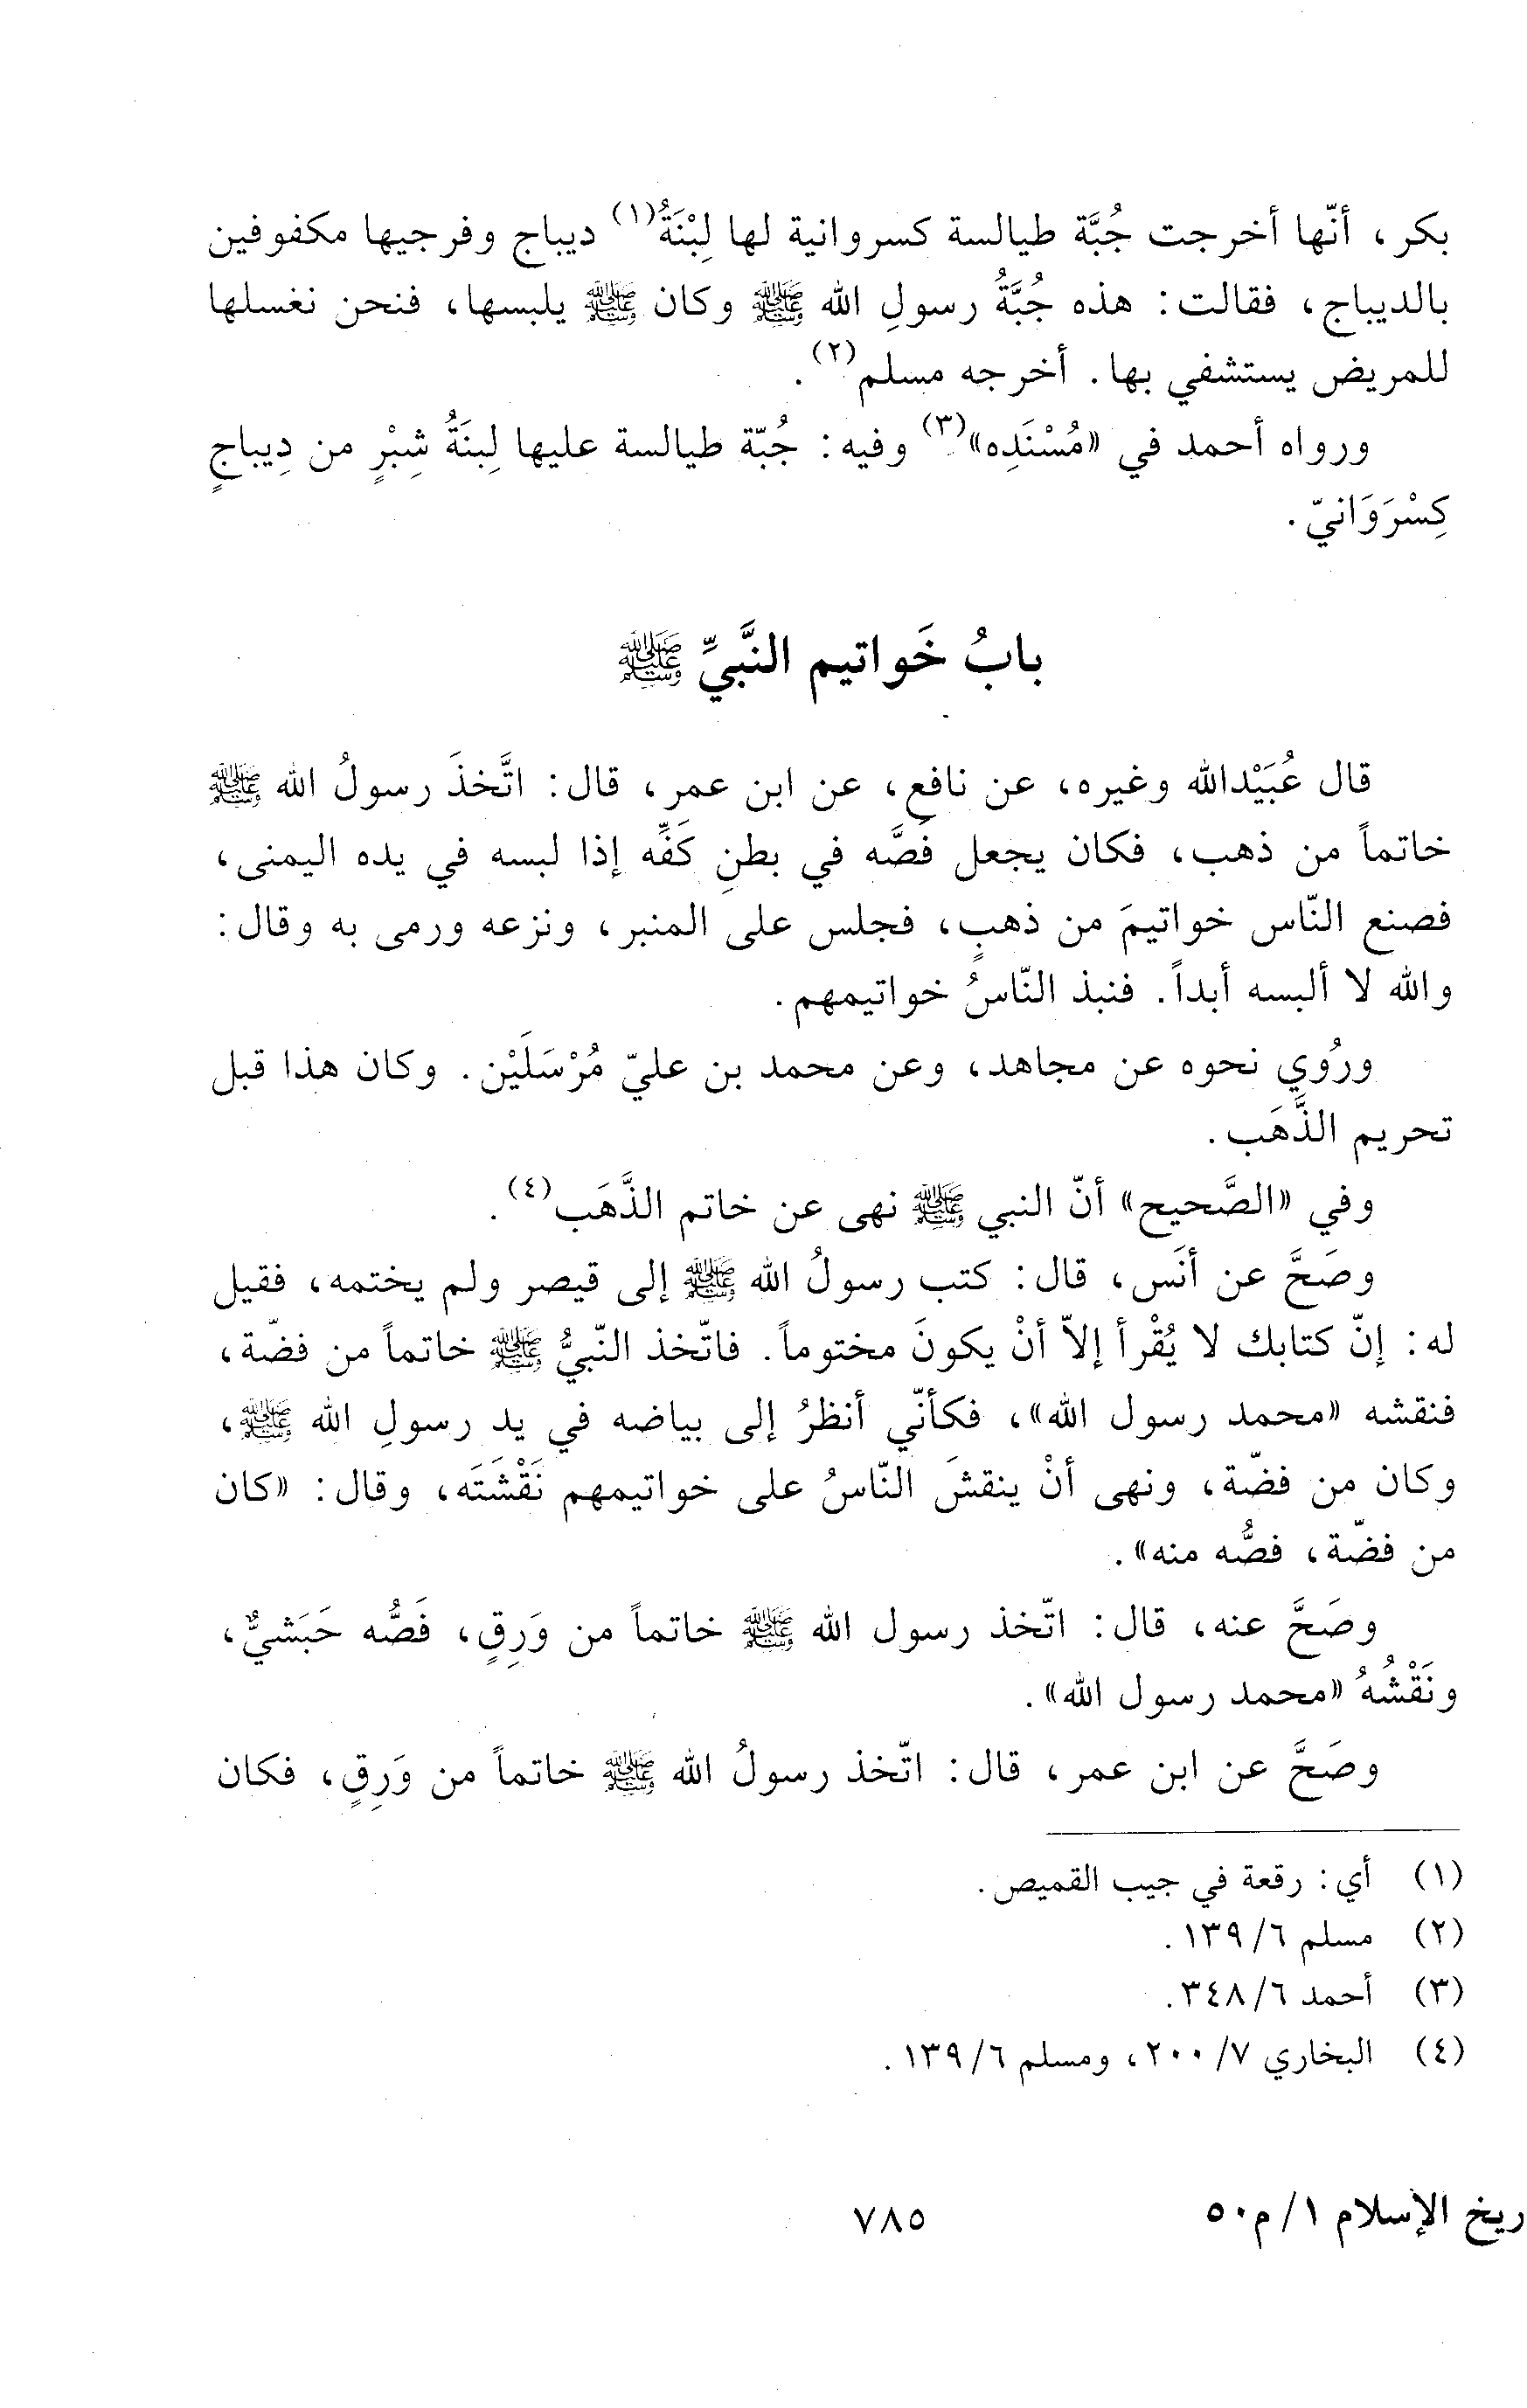 بكر، أنّها أخرجت جُبَّة طيالسة كسروانية لها لِبْنَةُ(١) ديباج وفرجيها مكفوفين
بالديباج، فقالت: هذه جُبَّةُ رسولِ الله ﷺ وكان ﷺ يلبسها، فنحن نغسلها
للمريض يستشفي بها. أخرجه مسلم(٢).
ورواه أحمد في «مُسْنَدِه»(٣) وفيه: جُبّة طيالسة عليها لِبنَةُ شِبْرٍ من دِيباجٍ
كِسْرَوَانيّ.
بابُ خَواتيم النَّبيِّ ﷺ
قال عُبَيْدالله وغيره، عن نافعٍ، عن ابن عمر، قال: اتَّخذَ رسولُ الله ﷺ
خاتماً من ذهب، فكان يجعل فَصَّه في بطنِ كَفِّه إذا لبسه في يده اليمنى،
فصنع النّاس خواتيمَ من ذهبٍ، فجلس على المنبر، ونزعه ورمى به وقال:
والله لا ألبسه أبداً. فنبذ النّاسُ خواتيمهم.
ورُوِي نحوه عن مجاهد، وعن محمد بن عليّ مُرْسَلَيْن. وكان هذا قبل
تحريم الذَّهَب.
وفي «الصَّحيح» أنّ النبي ﷺ نهى عن خاتم الذَّهَب(٤).
وصَحَّ عن أنَس، قال: كتب رسولُ الله ﷺ إلى قيصر ولم يختمه، فقيل
له: إنّ كتابك لا يُقْرأ إلاّ أنْ يكونَ مختوماً. فاتّخذ النّبيُّ ﷺ خاتماً من فضّة،
فنقشه «محمد رسول الله»، فكأنّي أنظرُ إلى بياضه في يد رسولِ الله ﷺ،
وكان من فضّة، ونهى أنْ ينقشَ النّاسُ على خواتيمهم نَقْشَتَه، وقال: «كان
من فضّة، فصُّه منه».
وصَحَّ عنه، قال: اتّخذ رسول الله ﷺ خاتماً من وَرِقٍ، فَصُّه حَبَشيٌّ،
ونَقْشُهُ «محمد رسول الله».
وصَحَّ عن ابن عمر، قال: اتّخذ رسولُ الله ﷺ خاتماً من وَرِقٍ، فكان
(١) أي: رقعة في جيب القميص.
(٢) مسلم ٦/ ١٣٩.
(٣) أحمد ٦/ ٣٤٨.
(٤) البخاري ٧/ ٢٠٠، ومسلم ٦/ ١٣٩.
ريخ الإسلام ١/ م٥٠
٧٨٥